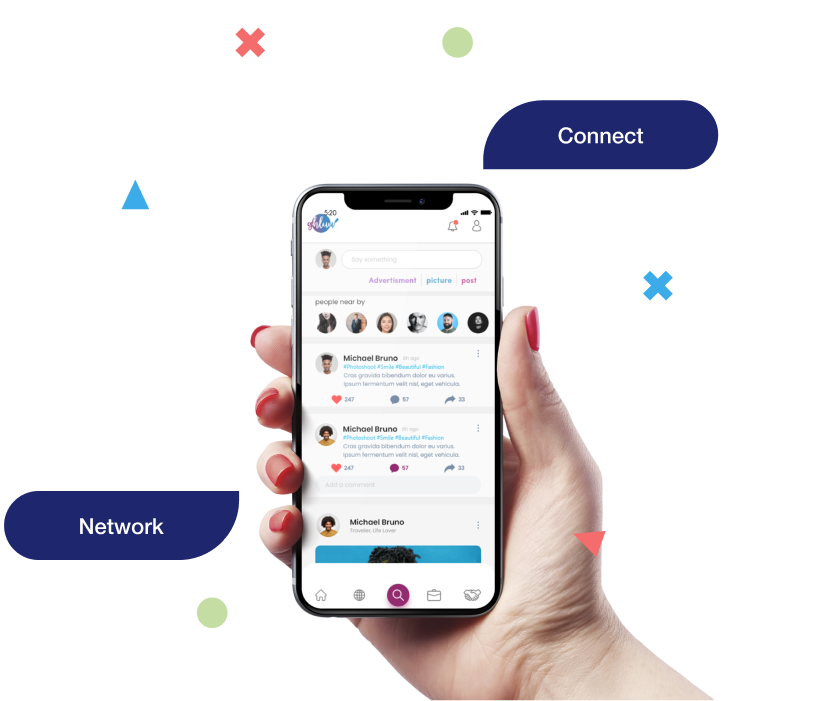 Connect
5:20
Say something
Advertisment picture post
people near by
Michael Bruno 6h ago
#Photoshoot #Smile #Beautiful #Fashion
Cras gravida bibendum dolor eu varius.
Ipsum fermentum velit nisl, eget vehicula.
247 57 33
Michael Bruno 6h ago
#Photoshoot #Smile #Beautiful #Fashion
Cras gravida bibendum dolor eu varius.
Ipsum fermentum velit nisl, eget vehicula.
247 57 33
Add a comment
Network
Michael Bruno
Traveler, Life Lover